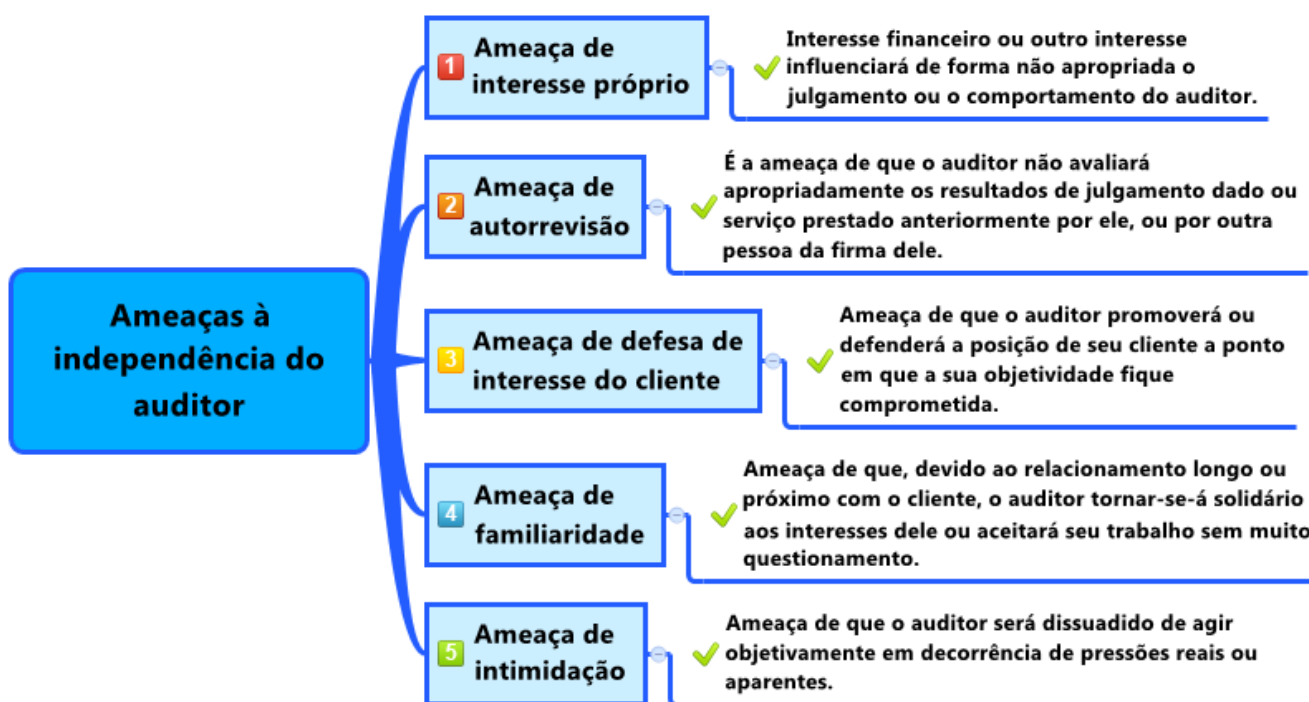 Ameaças à
independência do
auditor
1
Ameaça de
interesse próprio
Interesse financeiro ou outro interesse
influenciará de forma não apropriada o
julgamento ou o comportamento do auditor.
2
Ameaça de
autorrevisão
É a ameaça de que o auditor não avaliará
apropriadamente os resultados de julgamento dado ou
serviço prestado anteriormente por ele, ou por outra
pessoa da firma dele.
3
Ameaça de defesa de
interesse do cliente
Ameaça de que o auditor promoverá ou
defenderá a posição de seu cliente a ponto
em que a sua objetividade fique
comprometida.
4
Ameaça de
familiaridade
Ameaça de que, devido ao relacionamento longo ou
próximo com o cliente, o auditor tornar-se-á solidário
aos interesses dele ou aceitará seu trabalho sem muito
questionamento.
5
Ameaça de
intimidação
Ameaça de que o auditor será dissuadido de agir
objetivamente em decorrência de pressões reais ou
aparentes.